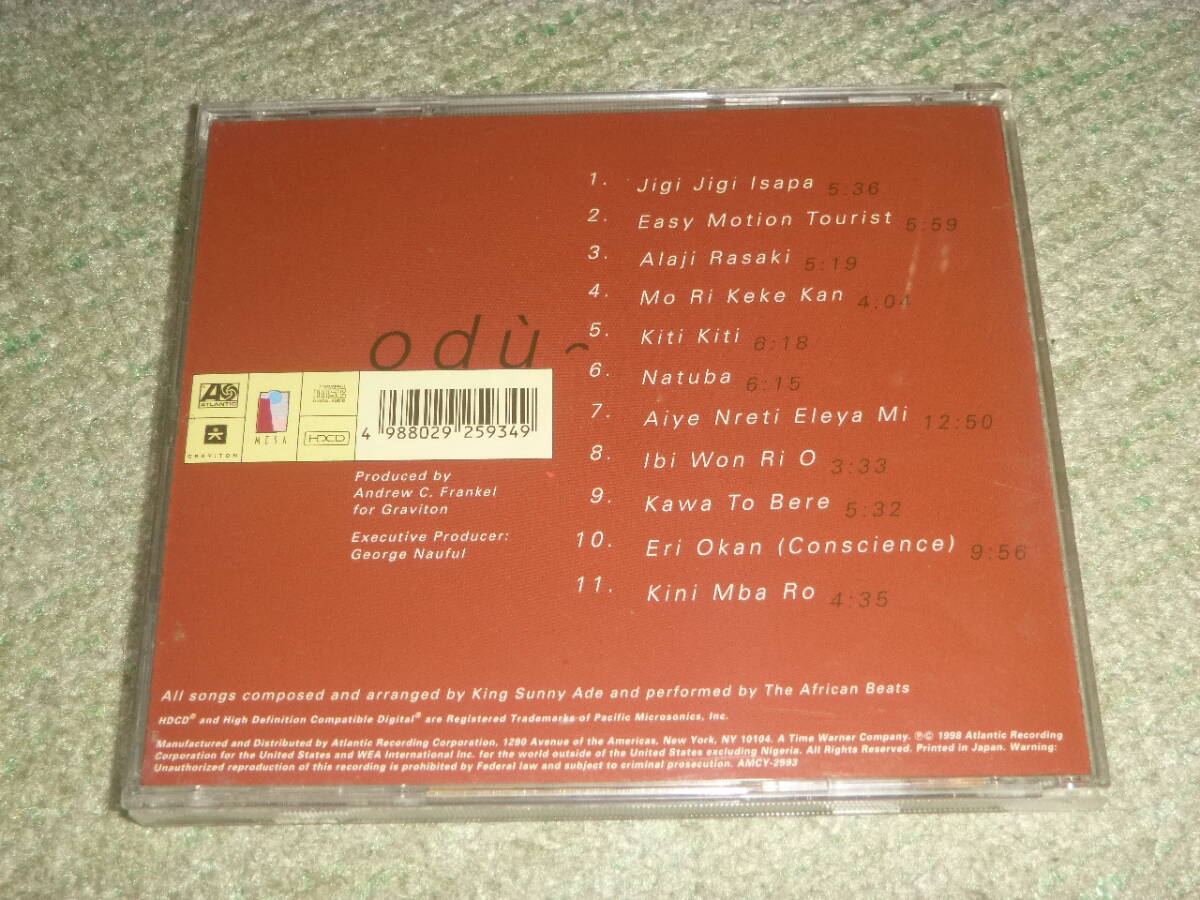 1. Jigi Jigi Isapa 5:36
2. Easy Motion Tourist 5:59
3. Alaji Rasaki 5:19
4. Mo Ri Keke Kan 4:04
5. Kiti Kiti 6:18
6. Natuba 6:15
7. Aiye Nreti Eleya Mi 12:50
8. Ibi Won Ri O 3:33
9. Kawa To Bere 5:32
10. Eri Okan (Conscience) 9:56
11. Kini Mba Ro 4:35
odù
ATLANTIC
MESA
GRAVITON
HDCD
4 988029 259349
Produced by
Andrew C. Frankel
for Graviton
Executive Producer:
George Nauful
All songs composed and arranged by King Sunny Ade and performed by The African Beats
HDCD® and High Definition Compatible Digital® are Registered Trademarks of Pacific Microsonics, Inc.
Manufactured and Distributed by Atlantic Recording Corporation, 1290 Avenue of the Americas, New York, NY 10104. A Time Warner Company. ℗© 1998 Atlantic Recording
Corporation for the United States and WEA International Inc. for the world outside of the United States excluding Nigeria. All Rights Reserved. Printed in Japan. Warning:
Unauthorized reproduction of this recording is prohibited by Federal law and subject to criminal prosecution. AMCY-2593